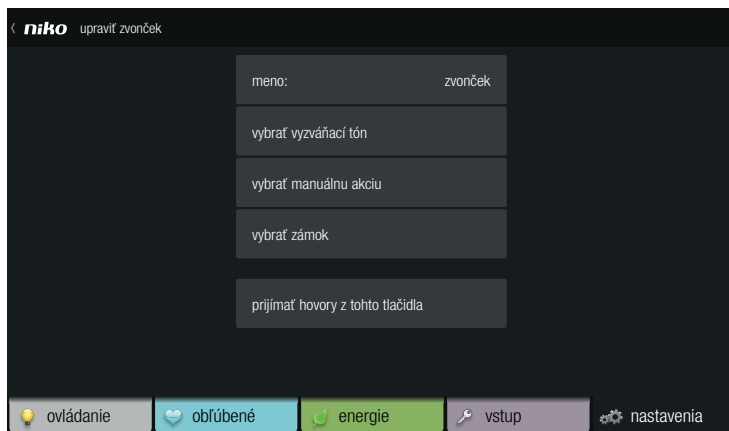 niko upraviť zvonček
meno: zvonček
vybrať vyzváňací tón
vybrať manuálnu akciu
vybrať zámok
prijímať hovory z tohto tlačidla
ovládanie obľúbené energie vstup nastavenia